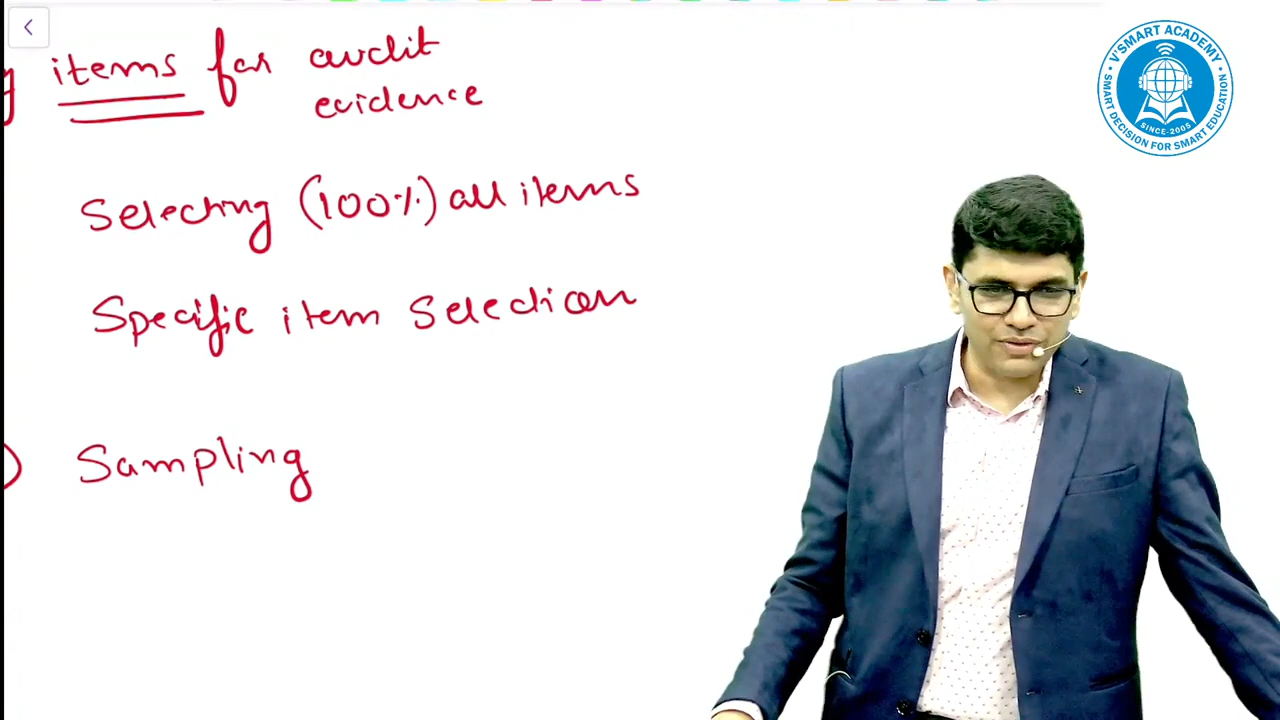 items for audit
evidence
Selecting (100%) all items
Specific item Selection
Sampling
V'SMART ACADEMY
SINCE-2005
SMART DECISION FOR SMART EDUCATION